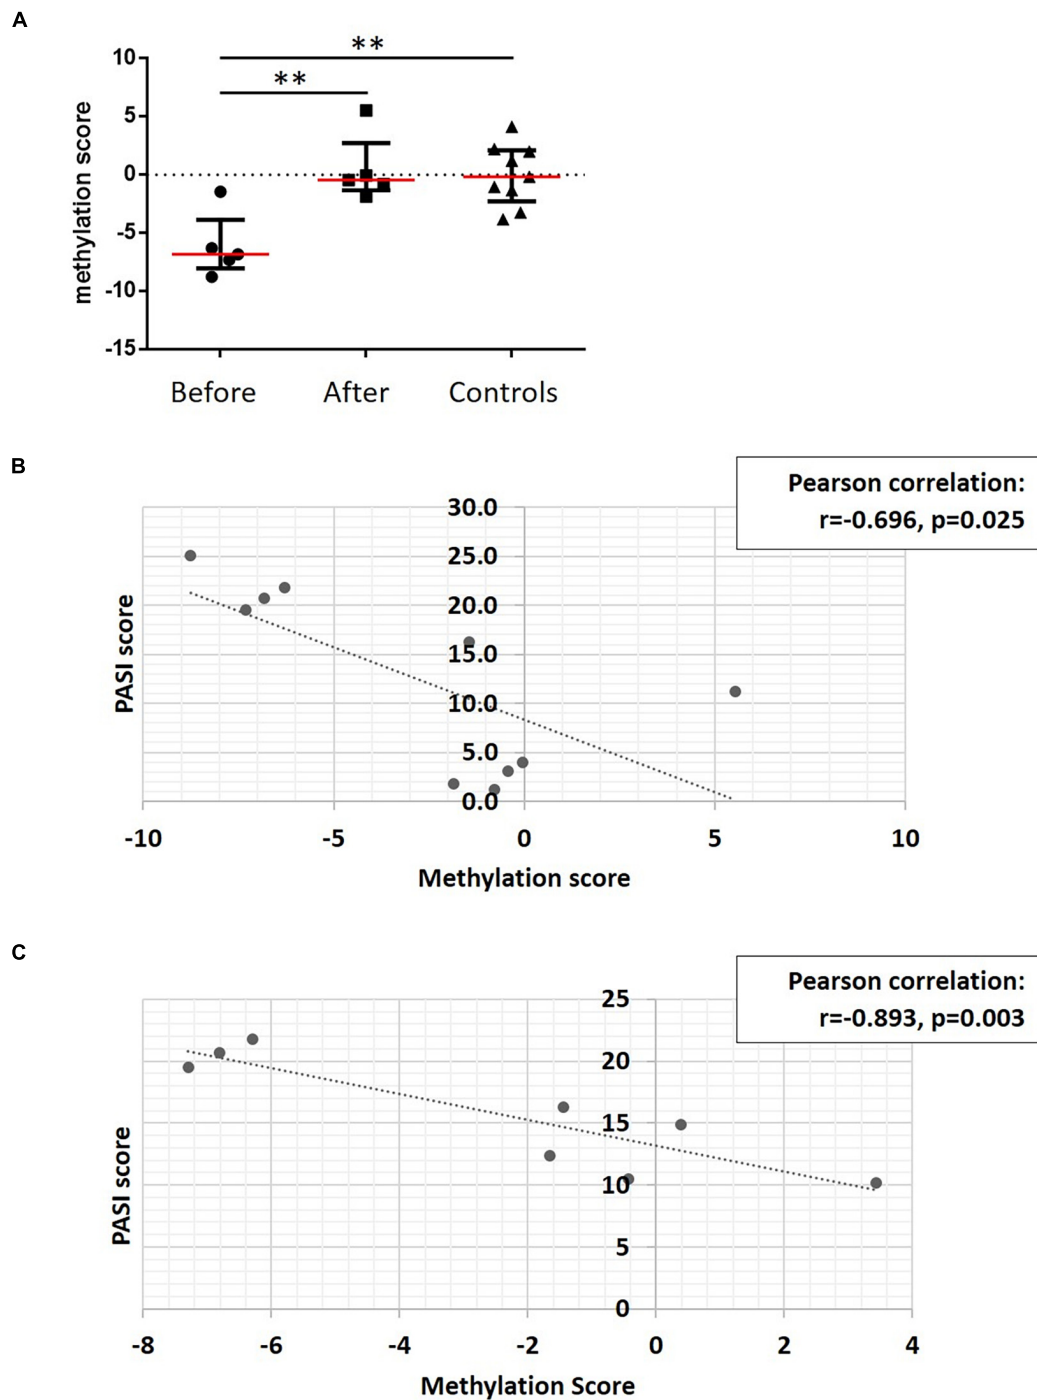 A
**
**
10
5
0
-5
-10
-15
methylation score
Before After Controls
B
Pearson correlation:
r=-0.696, p=0.025
30.0
25.0
20.0
15.0
10.0
5.0
0.0
PASI score
-10 -5 0 5 10
Methylation score
C
Pearson correlation:
r=-0.893, p=0.003
25
20
15
10
5
0
PASI score
-8 -6 -4 -2 0 2 4
Methylation Score